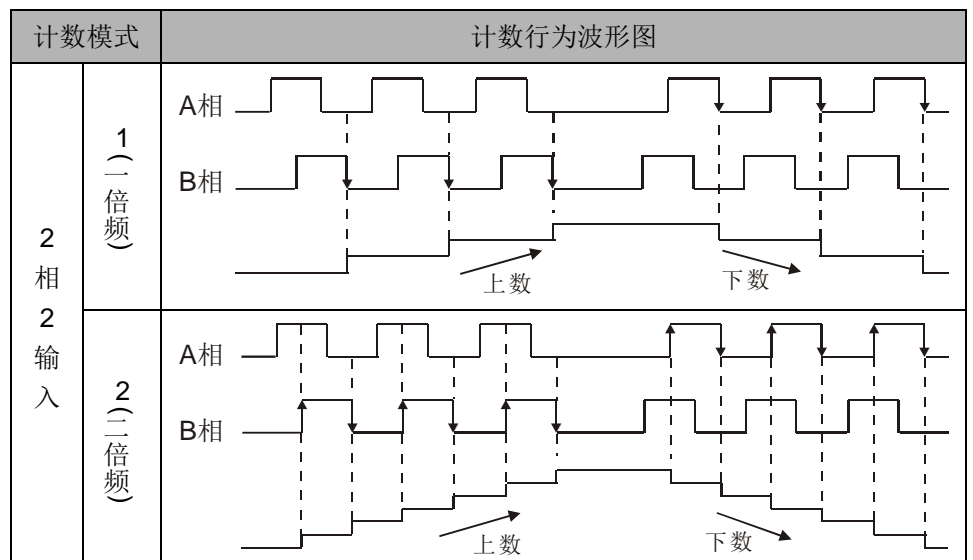 计数模式
计数行为波形图
2相2输入
1(一倍频)
A相
B相
上数
下数
2(二倍频)
A相
B相
上数
下数